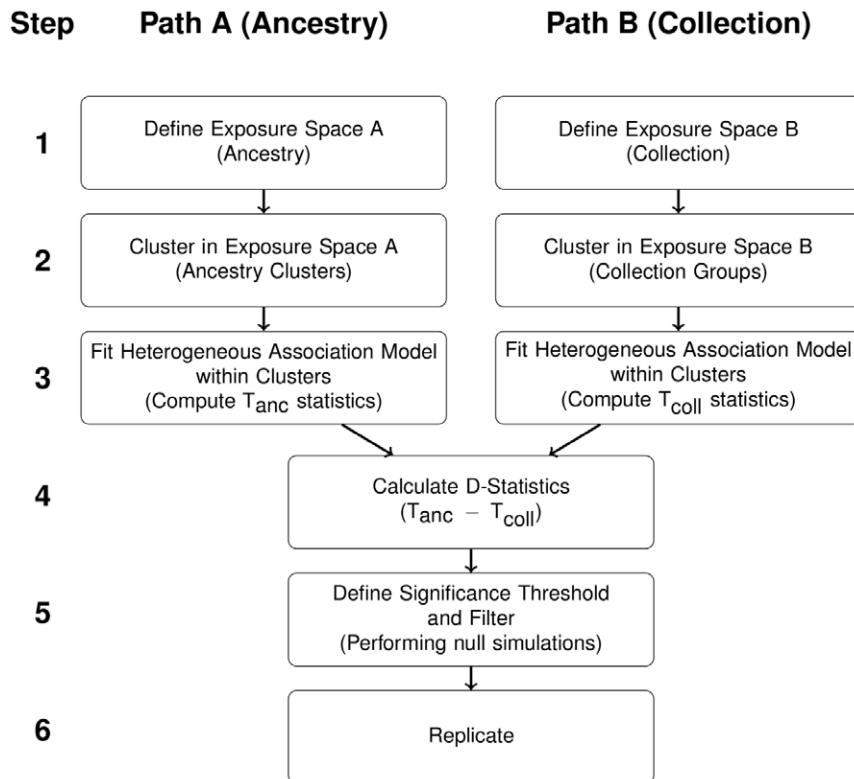 Step Path A (Ancestry) Path B (Collection)
1
Define Exposure Space A
(Ancestry)
Define Exposure Space B
(Collection)
2
Cluster in Exposure Space A
(Ancestry Clusters)
Cluster in Exposure Space B
(Collection Groups)
3
Fit Heterogeneous Association Model
within Clusters
(Compute Tanc statistics)
Fit Heterogeneous Association Model
within Clusters
(Compute Tcoll statistics)
4
Calculate D-Statistics
(Tanc − Tcoll)
5
Define Significance Threshold
and Filter
(Performing null simulations)
6
Replicate